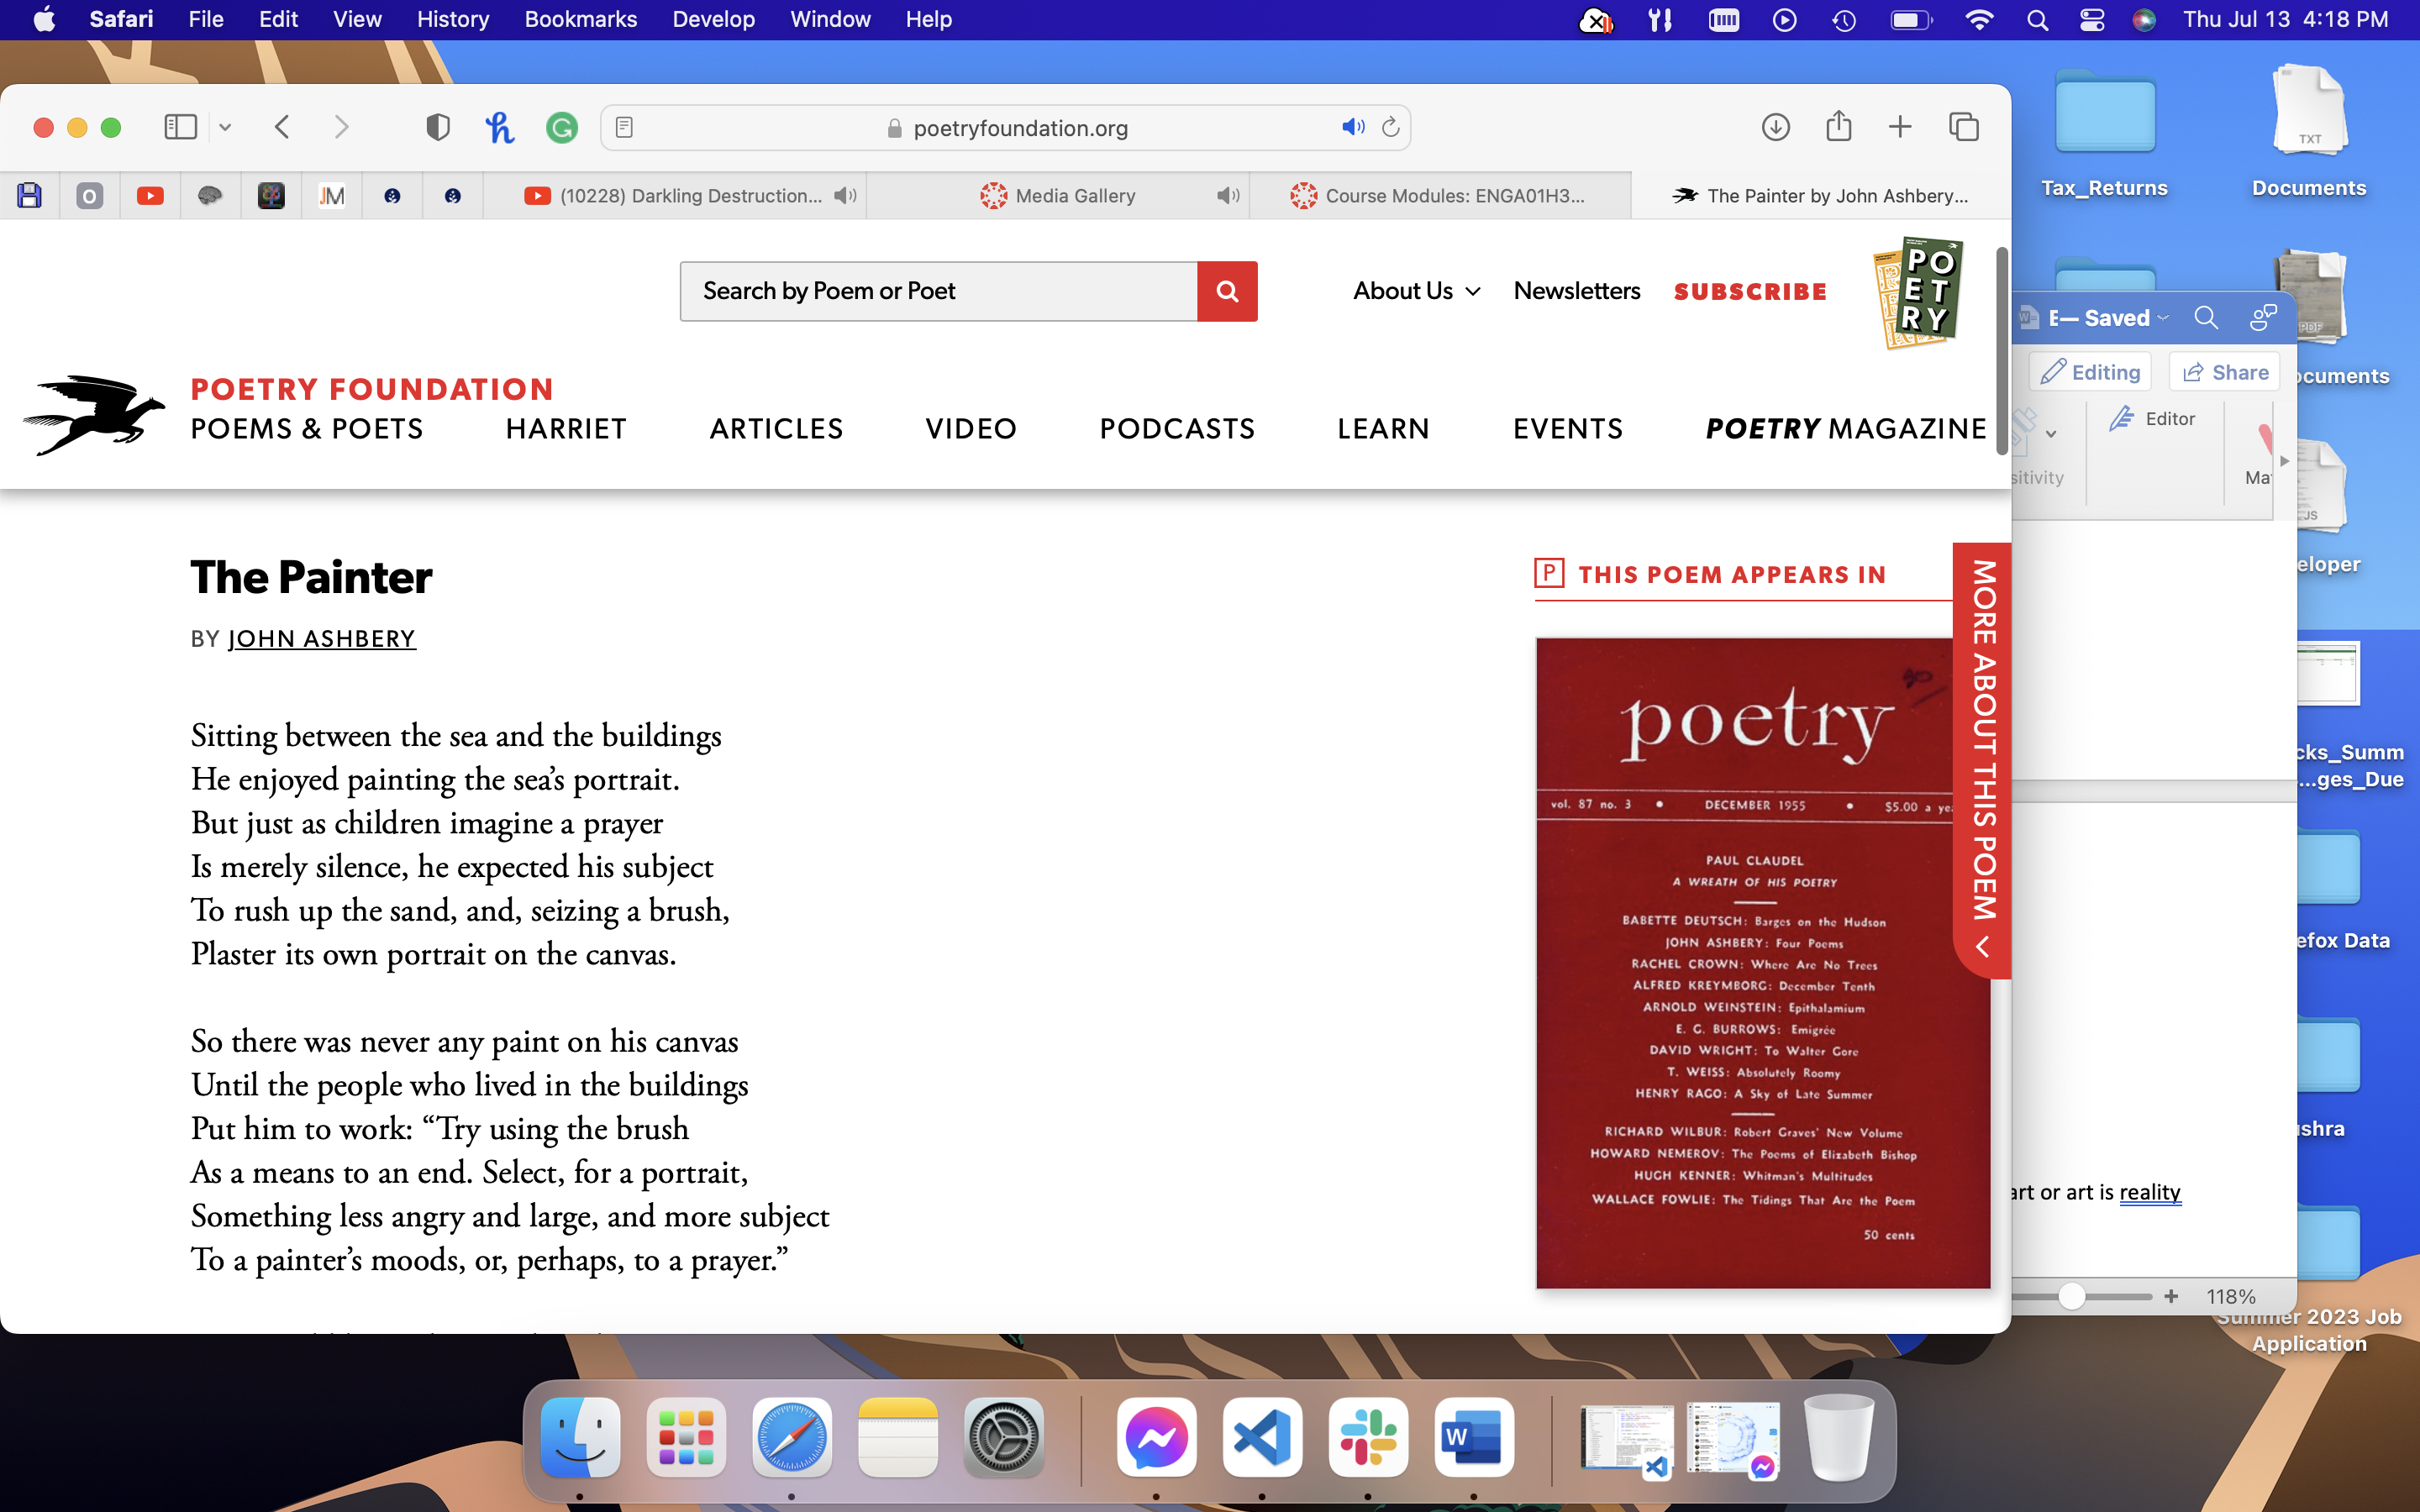 Safari File Edit View History Bookmarks Develop Window Help
Thu Jul 13 4:18 PM
poetryfoundation.org
(10228) Darkling Destruction...
Media Gallery
Course Modules: ENGA01H3...
The Painter by John Ashbery...
Search by Poem or Poet
About Us
Newsletters
SUBSCRIBE
POETRY
POETRY FOUNDATION
POEMS & POETS
HARRIET
ARTICLES
VIDEO
PODCASTS
LEARN
EVENTS
POETRY MAGAZINE
The Painter
BY JOHN ASHBERY
Sitting between the sea and the buildings
He enjoyed painting the sea’s portrait.
But just as children imagine a prayer
Is merely silence, he expected his subject
To rush up the sand, and, seizing a brush,
Plaster its own portrait on the canvas.
So there was never any paint on his canvas
Until the people who lived in the buildings
Put him to work: “Try using the brush
As a means to an end. Select, for a portrait,
Something less angry and large, and more subject
To a painter’s moods, or, perhaps, to a prayer.”
P THIS POEM APPEARS IN
poetry
vol. 87 no. 3 • DECEMBER 1955 • $5.00 a ye
PAUL CLAUDEL
A WREATH OF HIS POETRY
BABETTE DEUTSCH: Barges on the Hudson
JOHN ASHBERY: Four Poems
RACHEL CROWN: Where Are No Trees
ALFRED KREYMBORG: December Tenth
ARNOLD WEINSTEIN: Epithalamium
E. G. BURROWS: Emigrée
DAVID WRIGHT: To Walter Gore
T. WEISS: Absolutely Roomy
HENRY RAGO: A Sky of Late Summer
RICHARD WILBUR: Robert Graves' New Volume
HOWARD NEMEROV: The Poems of Elizabeth Bishop
HUGH KENNER: Whitman's Multitudes
WALLACE FOWLIE: The Tidings That Are the Poem
50 cents
MORE ABOUT THIS POEM
E— Saved
Editing
Share
sitivity
Editor
Ma
art or art is reality
118%
Tax_Returns
TXT
Documents
PDF
ocuments
JS
eloper
cks_Summ
...ges_Due
efox Data
ushra
Summer 2023 Job
Application